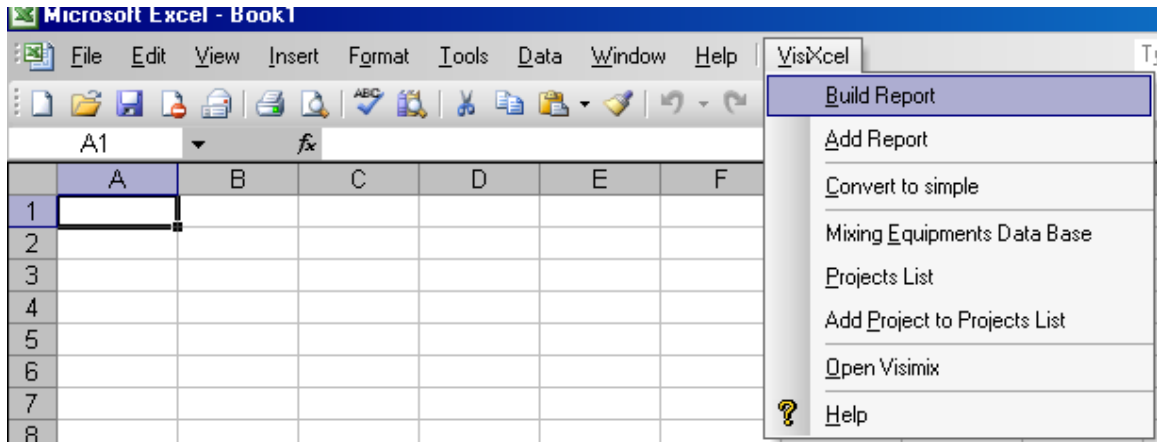 Microsoft Excel - Book1
File Edit View Insert Format Tools Data Window Help VisiXcel
ABC
A1 fx
A B C D E F
1
2
3
4
5
6
7
8
Build Report
Add Report
Convert to simple
Mixing Equipments Data Base
Projects List
Add Project to Projects List
Open Visimix
? Help